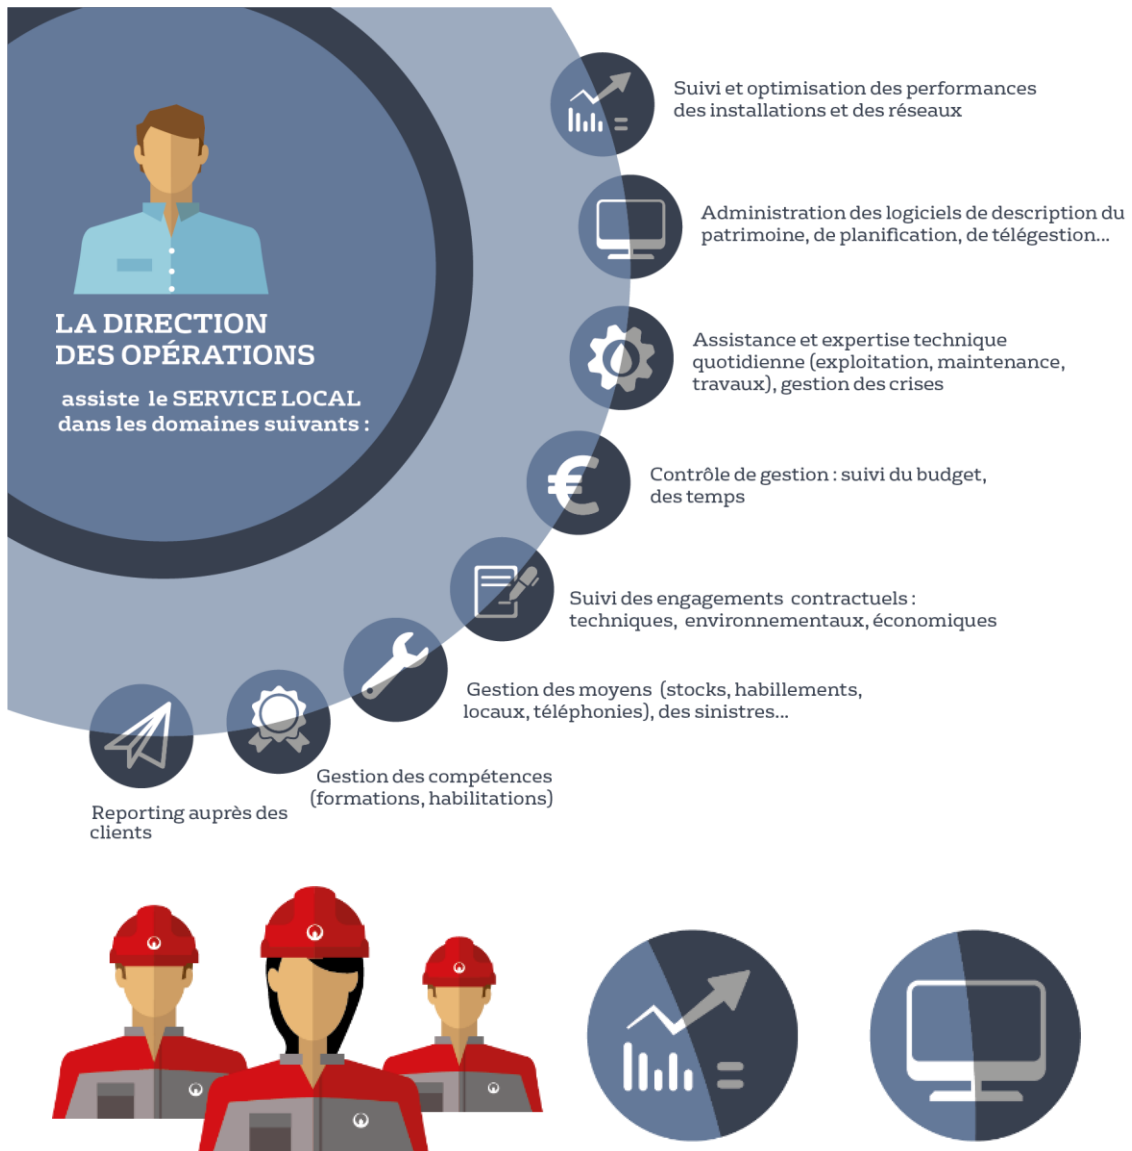 LA DIRECTION
DES OPÉRATIONS
assiste le SERVICE LOCAL
dans les domaines suivants :
Suivi et optimisation des performances
des installations et des réseaux
Administration des logiciels de description du
patrimoine, de planification, de télégestion...
Assistance et expertise technique
quotidienne (exploitation, maintenance,
travaux), gestion des crises
Contrôle de gestion : suivi du budget,
des temps
Suivi des engagements contractuels :
techniques, environnementaux, économiques
Gestion des moyens (stocks, habillements,
locaux, téléphonies), des sinistres...
Gestion des compétences
(formations, habilitations)
Reporting auprès des
clients